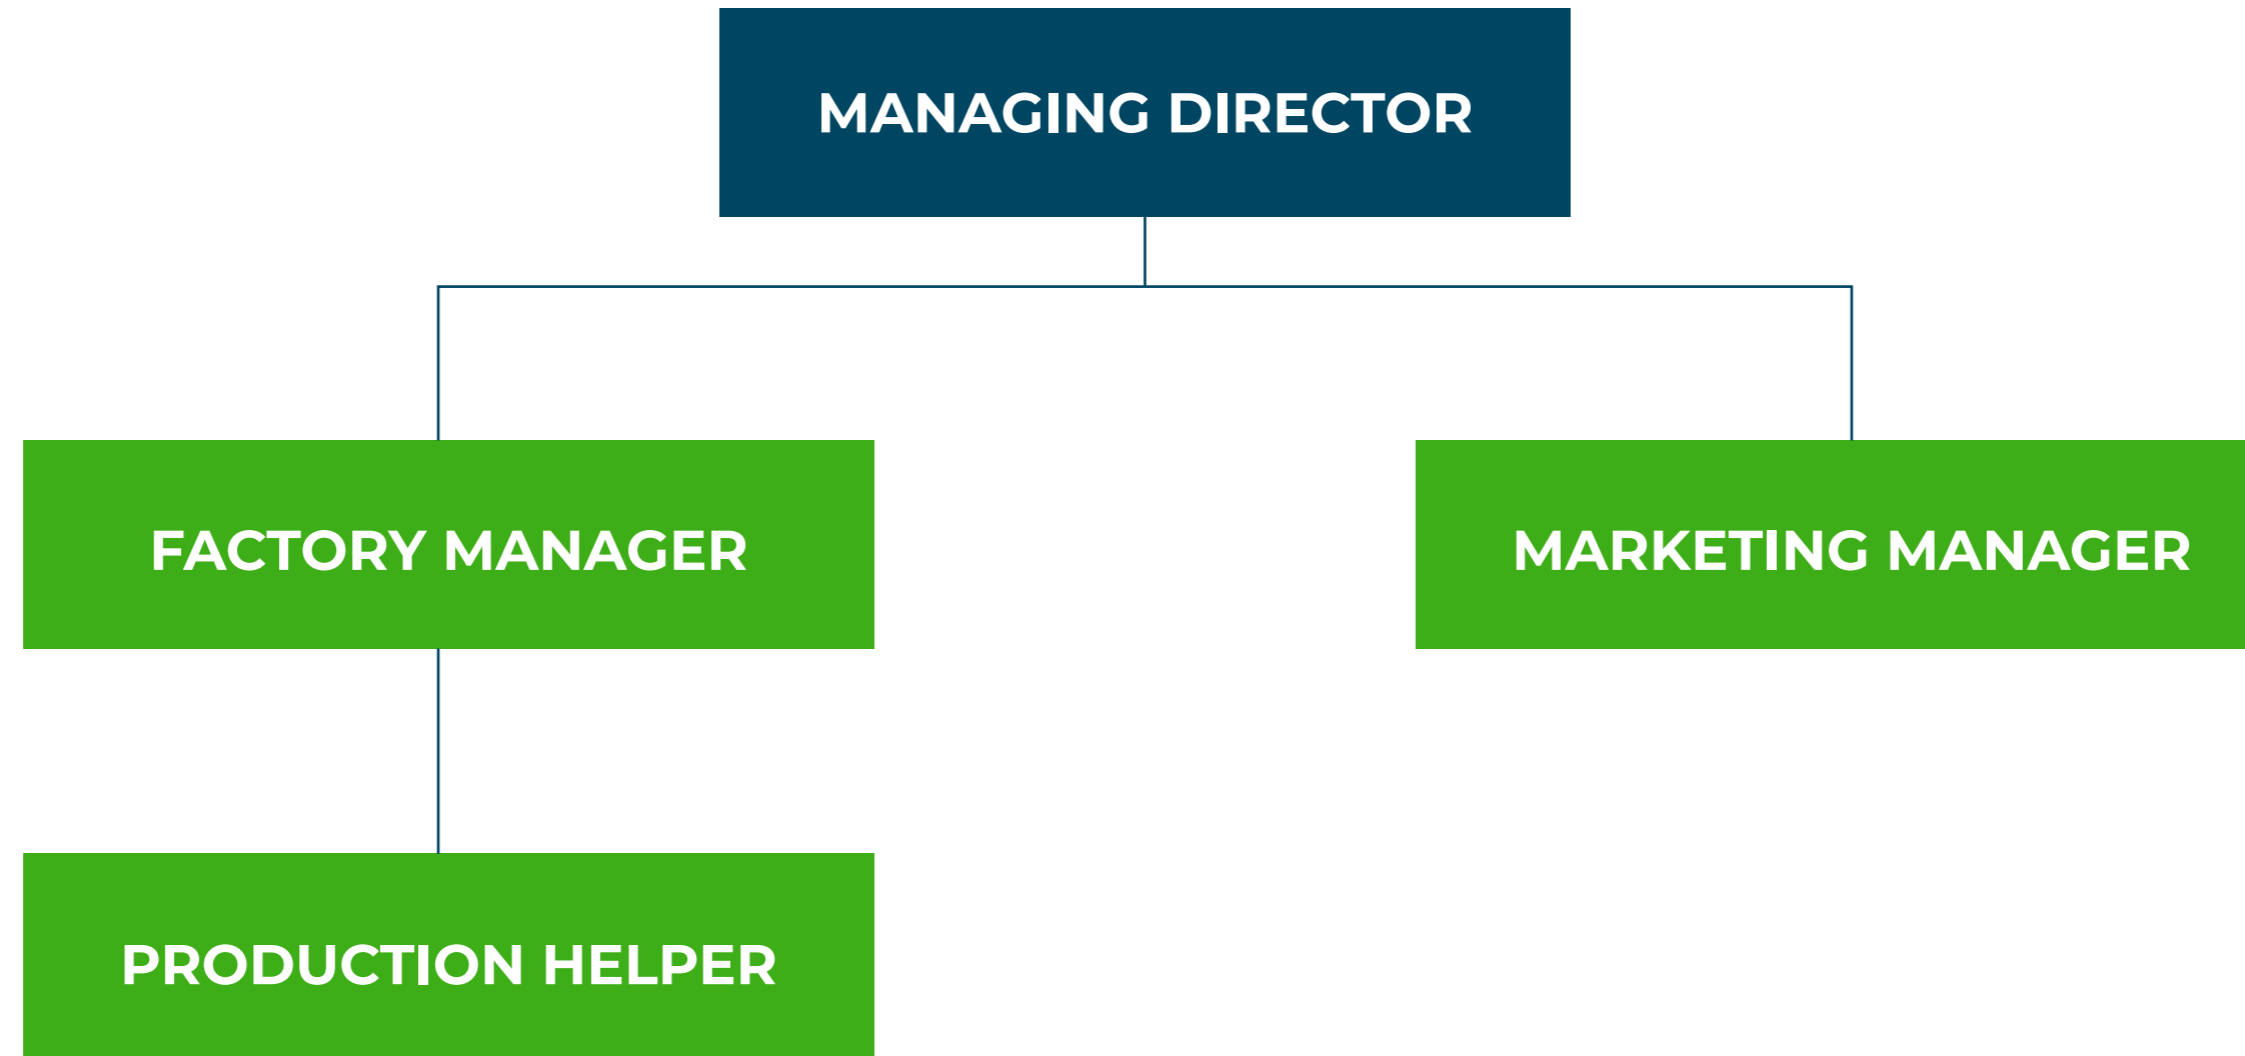 MANAGING DIRECTOR
FACTORY MANAGER
MARKETING MANAGER
PRODUCTION HELPER